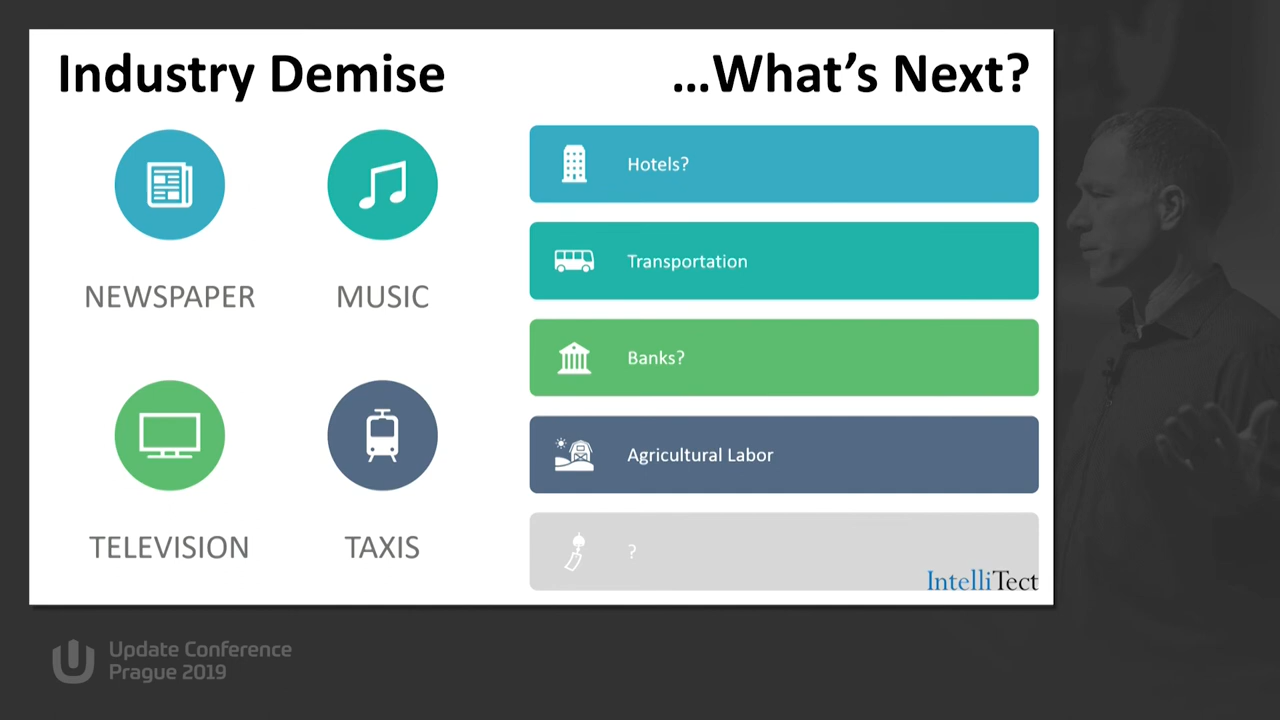 Industry Demise
...What's Next?
NEWSPAPER
MUSIC
TELEVISION
TAXIS
Hotels?
Transportation
Banks?
Agricultural Labor
?
IntelliTect
Update Conference
Prague 2019